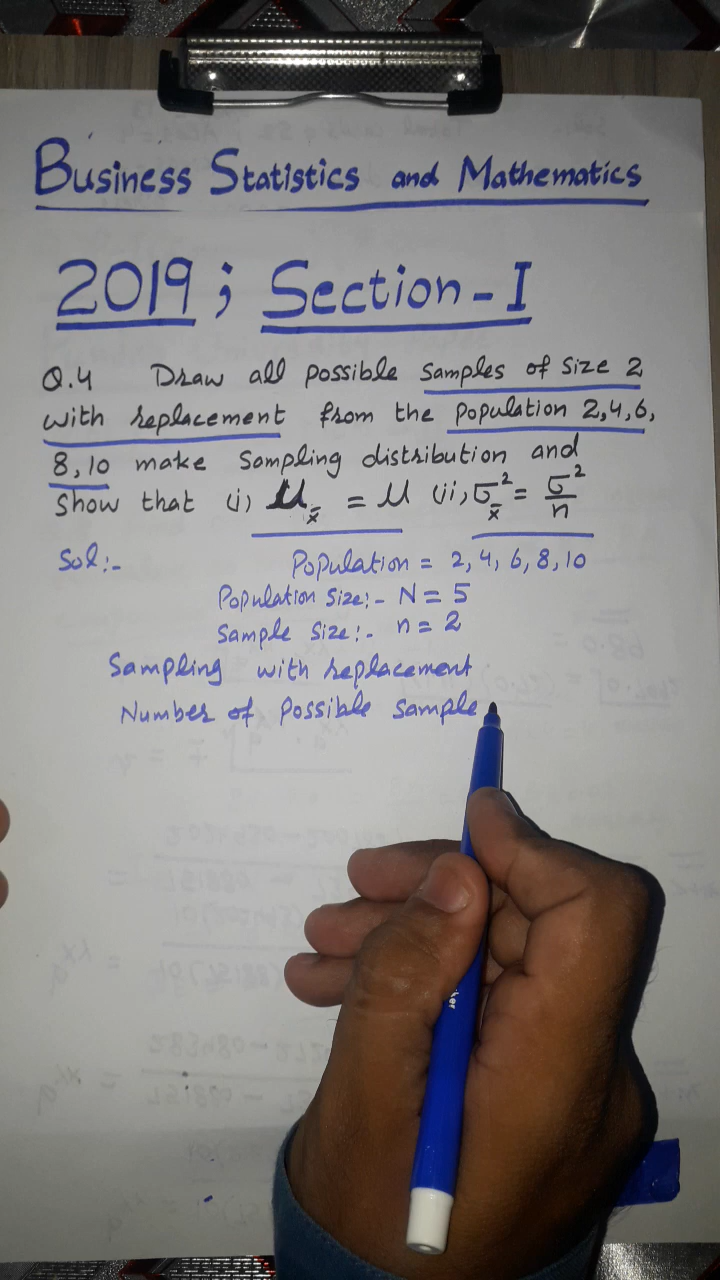 Business Statistics and Mathematics
2019; Section-I
Q.4 Draw all possible samples of size 2
with replacement from the population 2,4,6,
8,10 make sampling distribution and
show that (i) μ_x̄ = μ (ii) σ²_x̄ = σ²/n
Sol:-
Population = 2, 4, 6, 8, 10
Population Size:- N = 5
Sample Size:- n = 2
Sampling with replacement
Number of Possible sample